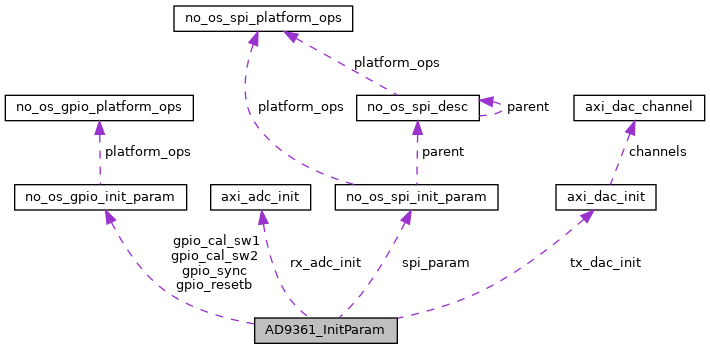 no_os_spi_platform_ops
platform_ops
no_os_gpio_platform_ops
platform_ops
no_os_spi_desc
parent
axi_dac_channel
platform_ops
parent
channels
no_os_gpio_init_param
axi_adc_init
no_os_spi_init_param
axi_dac_init
gpio_cal_sw1
gpio_cal_sw2
gpio_sync
gpio_resetb
rx_adc_init
spi_param
tx_dac_init
AD9361_InitParam